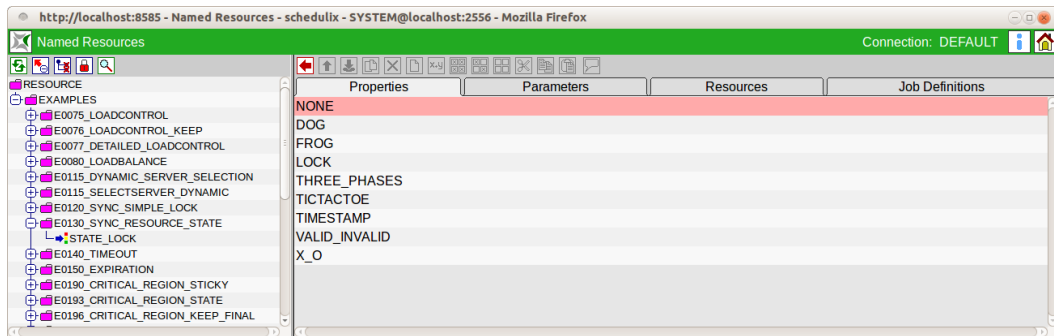 http://localhost:8585 - Named Resources - schedulix - SYSTEM@localhost:2556 - Mozilla Firefox
Named Resources
Connection: DEFAULT
RESOURCE
EXAMPLES
E0075_LOADCONTROL
E0076_LOADCONTROL_KEEP
E0077_DETAILED_LOADCONTROL
E0080_LOADBALANCE
E0115_DYNAMIC_SERVER_SELECTION
E0115_SELECTSERVER_DYNAMIC
E0120_SYNC_SIMPLE_LOCK
E0130_SYNC_RESOURCE_STATE
STATE_LOCK
E0140_TIMEOUT
E0150_EXPIRATION
E0190_CRITICAL_REGION_STICKY
E0193_CRITICAL_REGION_STATE
E0196_CRITICAL_REGION_KEEP_FINAL
Properties
Parameters
Resources
Job Definitions
NONE
DOG
FROG
LOCK
THREE_PHASES
TICTACTOE
TIMESTAMP
VALID_INVALID
X_O